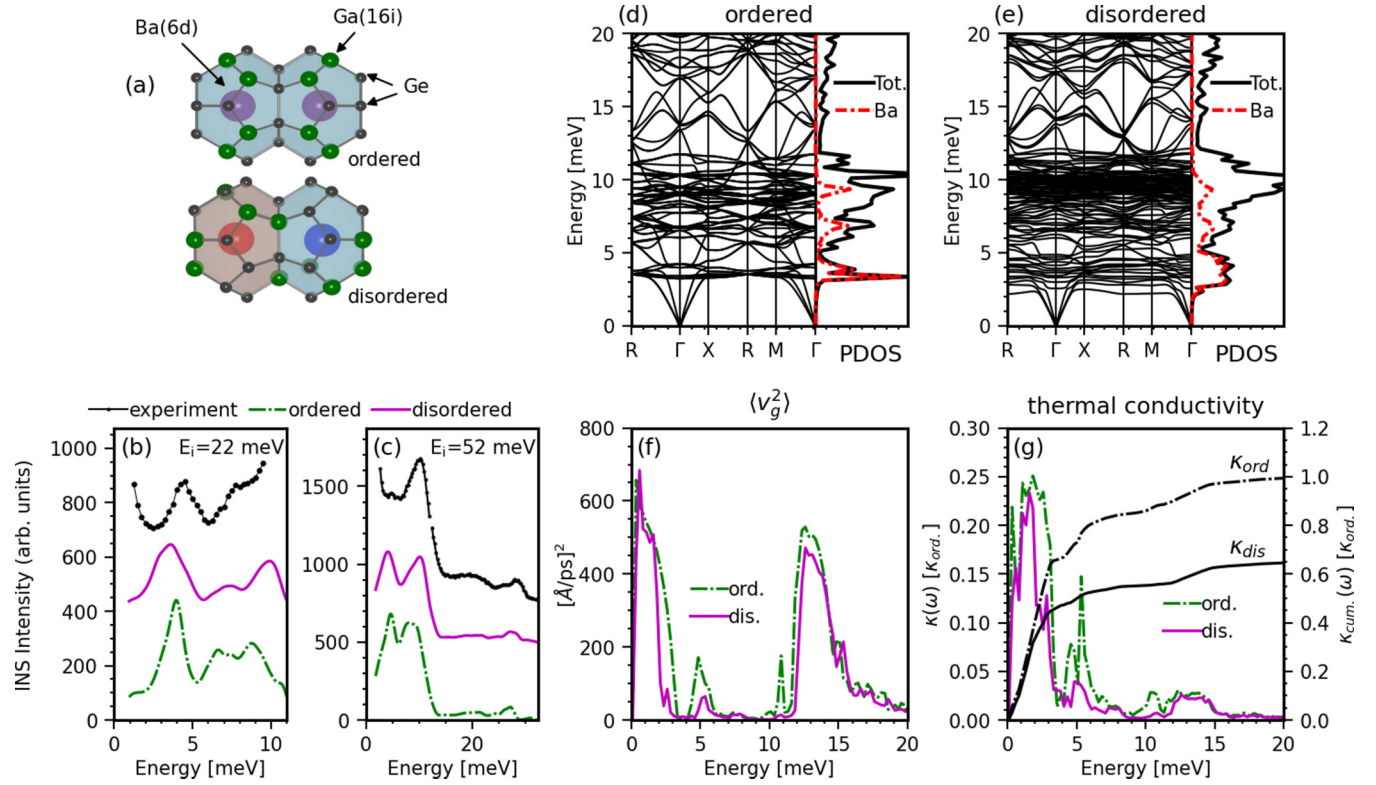 (a)
Ba(6d)
Ga(16i)
Ge
ordered
disordered
(d) ordered
Energy [meV]
20
15
10
5
0
Tot.
Ba
R Γ X R M Γ PDOS
(e) disordered
Energy [meV]
20
15
10
5
0
Tot.
Ba
R Γ X R M Γ PDOS
experiment ordered disordered
(b) E_i=22 meV
INS Intensity (arb. units)
1000
800
600
400
200
0
0 5 10
Energy [meV]
(c) E_i=52 meV
1500
1000
500
0
0 20
Energy [meV]
⟨v_g^2⟩
(f)
[Å/ps]^2
800
600
400
200
0
ord.
dis.
0 5 10 15 20
Energy [meV]
thermal conductivity
(g)
κ(ω) [κ_ord.]
0.30
0.25
0.20
0.15
0.10
0.05
0.00
κ_ord
κ_dis
ord.
dis.
1.2
1.0
0.8
0.6
0.4
0.2
0.0
κ_cum.(ω) [κ_ord.]
0 5 10 15 20
Energy [meV]